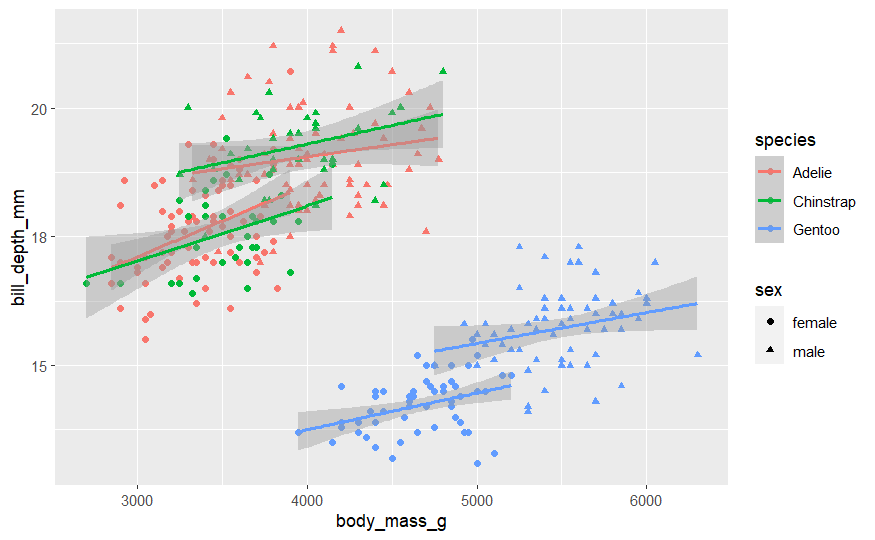 20
18
15
bill_depth_mm
3000
4000
5000
6000
body_mass_g
species
Adelie
Chinstrap
Gentoo
sex
female
male